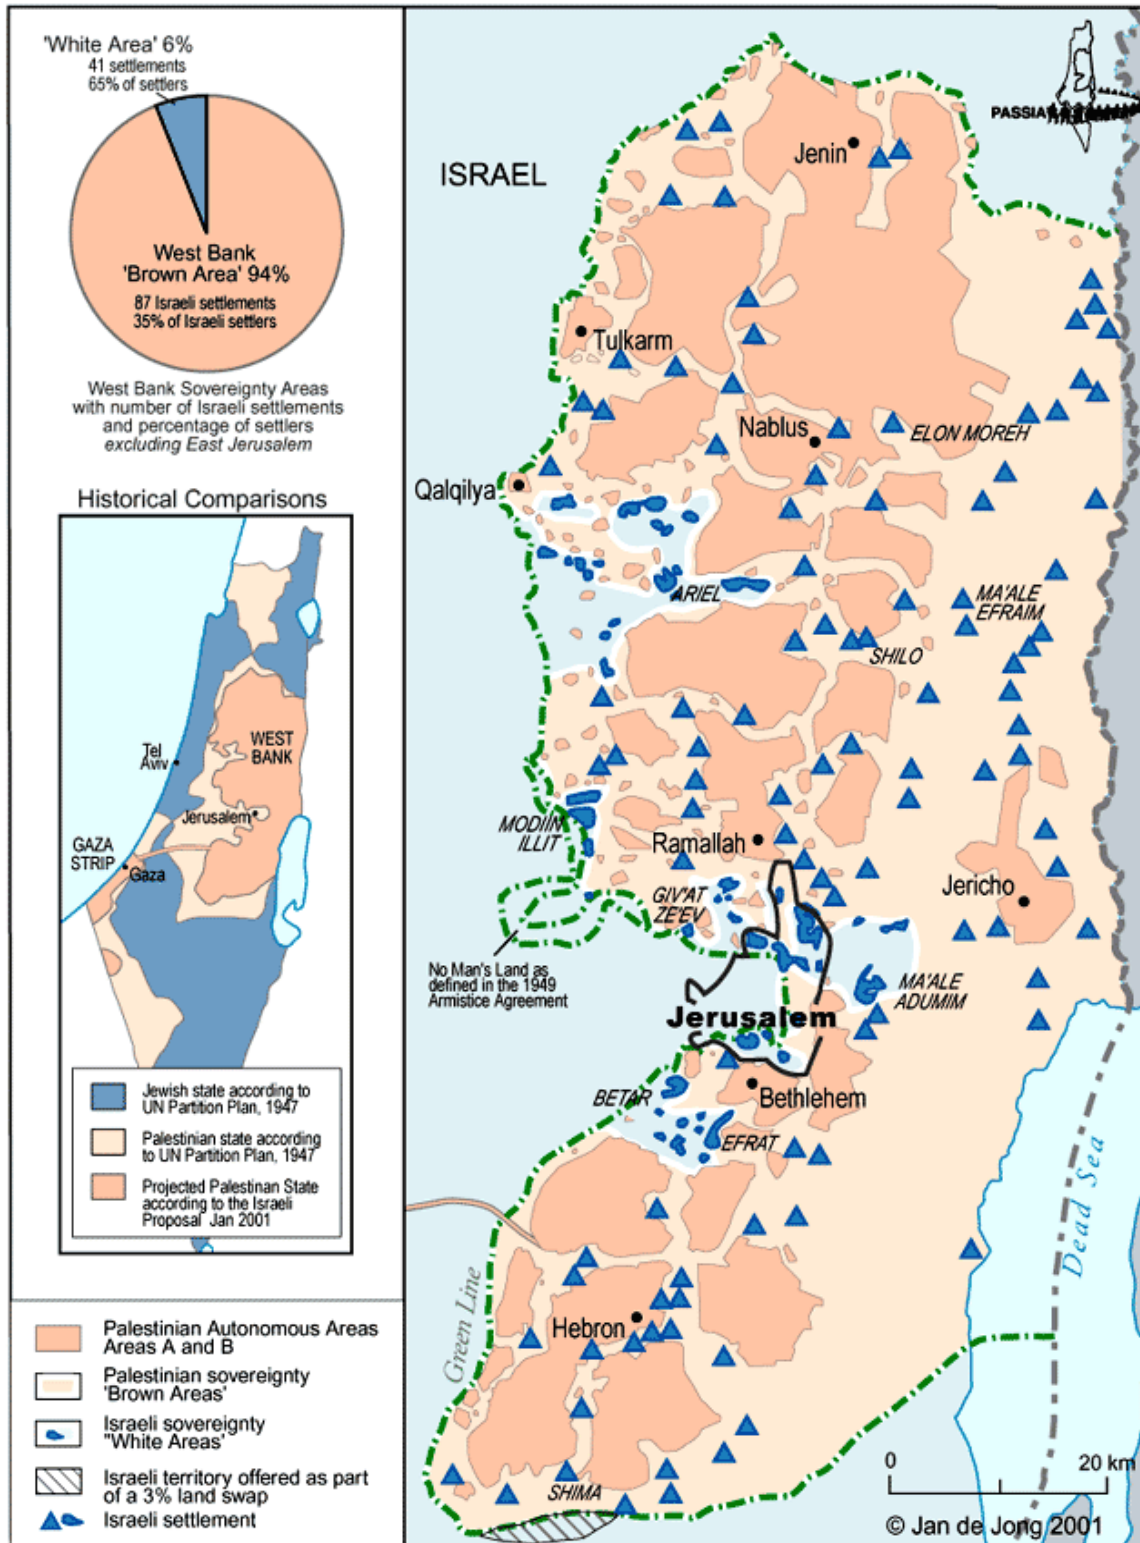 'White Area' 6%
41 settlements
65% of settlers
West Bank
'Brown Area' 94%
87 Israeli settlements
35% of Israeli settlers
West Bank Sovereignty Areas
with number of Israeli settlements
and percentage of settlers
excluding East Jerusalem
Historical Comparisons
Tel
Aviv
WEST
BANK
Jerusalem
GAZA
STRIP
Gaza
Jewish state according to
UN Partition Plan, 1947
Palestinian state according
to UN Partition Plan, 1947
Projected Palestinan State
according to the Israeli
Proposal Jan 2001
Palestinian Autonomous Areas
Areas A and B
Palestinian sovereignty
'Brown Areas'
Israeli sovereignty
"White Areas'
Israeli territory offered as part
of a 3% land swap
Israeli settlement
PASSIA
ISRAEL
Jenin
Tulkarm
Nablus
ELON MOREH
Qalqilya
ARIEL
MA'ALE
EFRAIM
SHILO
MODIIN
ILLIT
Ramallah
GIV'AT
ZE'EV
Jericho
No Man's Land as
defined in the 1949
Armistice Agreement
MA'ALE
ADUMIM
Jerusalem
BETAR
Bethlehem
EFRAT
Dead Sea
Green Line
Hebron
SHIMA
0 20 km
© Jan de Jong 2001